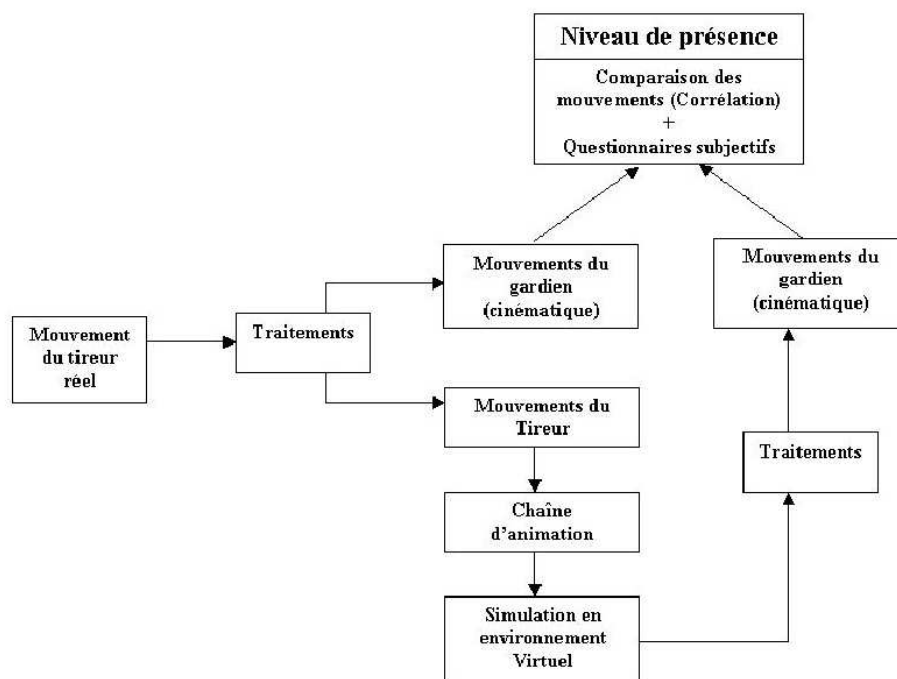 Niveau de présence
Comparaison des
mouvements (Corrélation)
+
Questionnaires subjectifs
Mouvements du
gardien
(cinématique)
Mouvements du
gardien
(cinématique)
Mouvement
du tireur
réel
Traitements
Mouvements du
Tireur
Traitements
Chaîne
d'animation
Simulation en
environnement
Virtuel